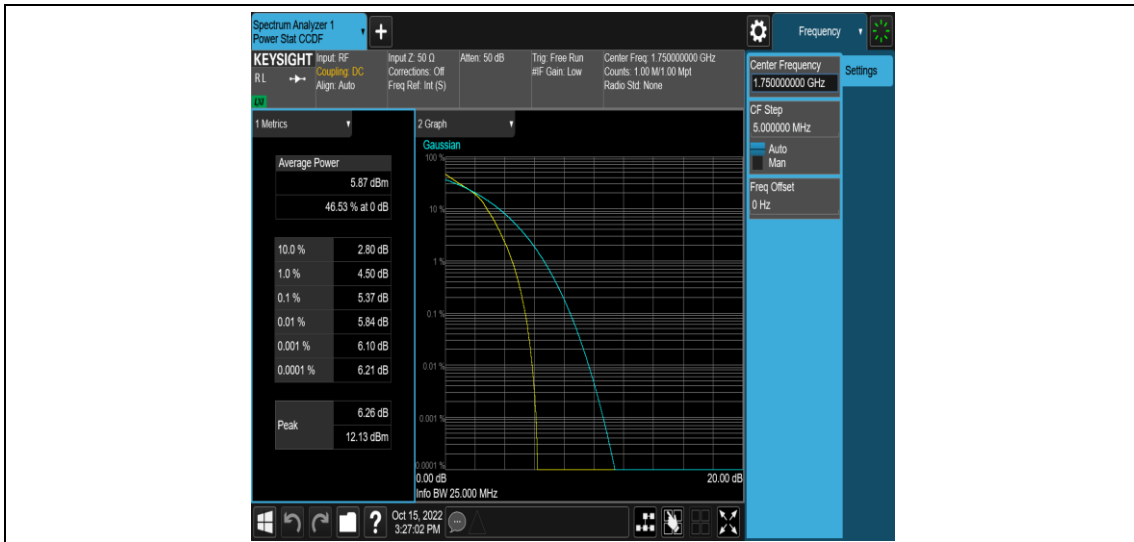 Spectrum Analyzer 1
Power Stat CCDF
+
Frequency
KEYSIGHT
RL
LXI
Input: RF
Coupling: DC
Align: Auto
Input Z: 50 Ω
Corrections: Off
Freq Ref: Int (S)
Atten: 50 dB
Trig: Free Run
#IF Gain: Low
Center Freq: 1.750000000 GHz
Counts: 1.00 M/1.00 Mpt
Radio Std: None
Center Frequency
1.750000000 GHz
Settings
CF Step
5.000000 MHz
Auto
Man
Freq Offset
0 Hz
1 Metrics
Average Power
5.87 dBm
46.53 % at 0 dB
10.0 % 2.80 dB
1.0 % 4.50 dB
0.1 % 5.37 dB
0.01 % 5.84 dB
0.001 % 6.10 dB
0.0001 % 6.21 dB
Peak 6.26 dB
12.13 dBm
2 Graph
Gaussian
100 %
10 %
1 %
0.1 %
0.01 %
0.001 %
0.0001 %
0.00 dB 20.00 dB
Info BW 25.000 MHz
?
Oct 15, 2022
3:27:02 PM